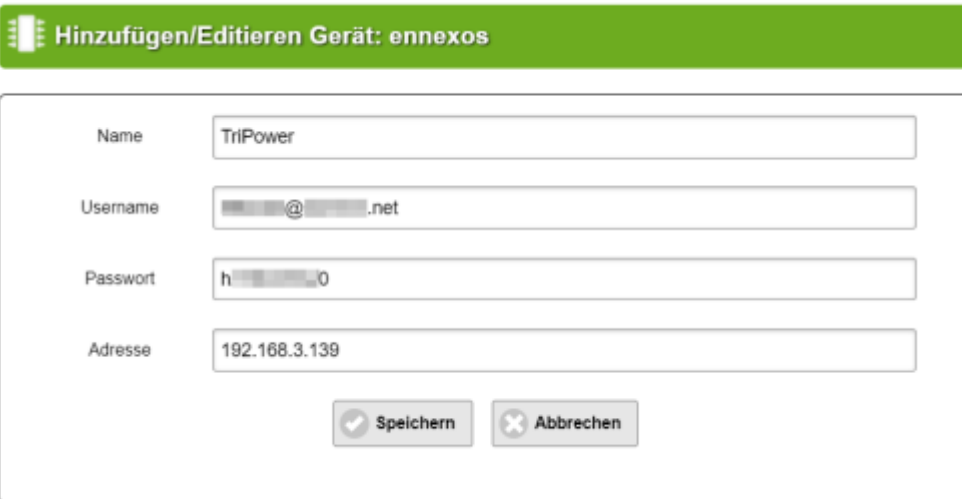 Hinzufügen/Editieren Gerät: ennexos
Name TriPower
Username @ .net
Passwort h 0
Adresse 192.168.3.139
Speichern Abbrechen